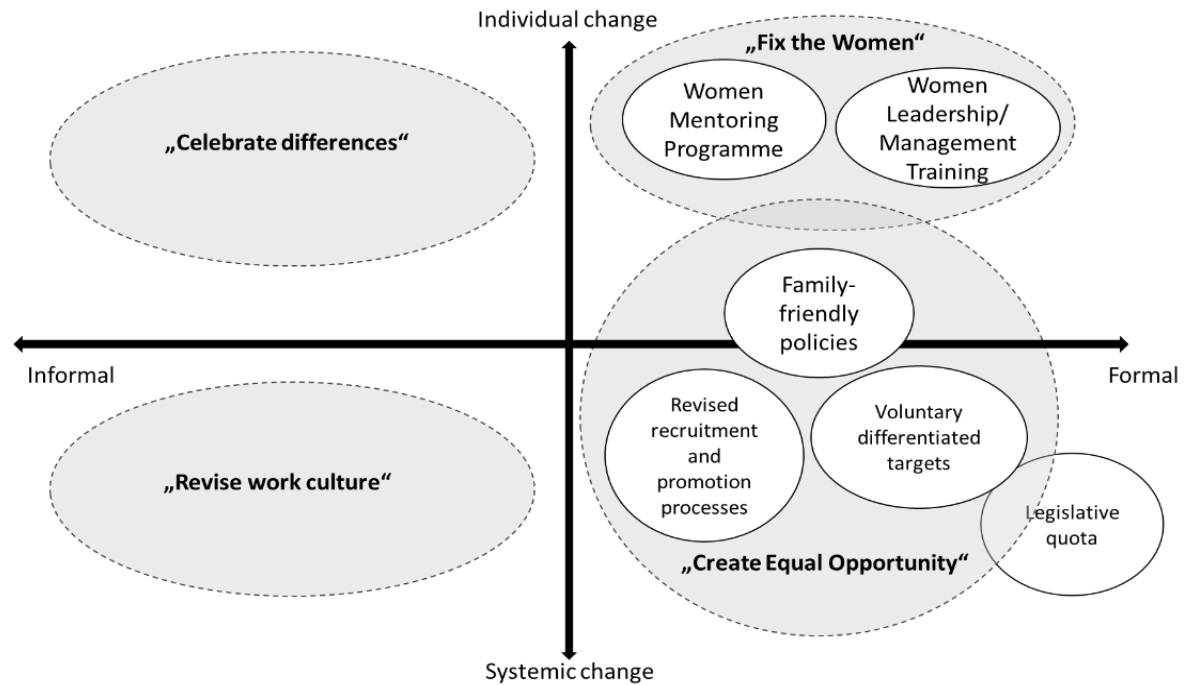 Individual change
„Fix the Women“
Women
Mentoring
Programme
Women
Leadership/
Management
Training
„Celebrate differences“
Family-
friendly
policies
Informal
Formal
Revised
recruitment
and
promotion
processes
Voluntary
differentiated
targets
„Revise work culture“
Legislative
quota
„Create Equal Opportunity“
Systemic change